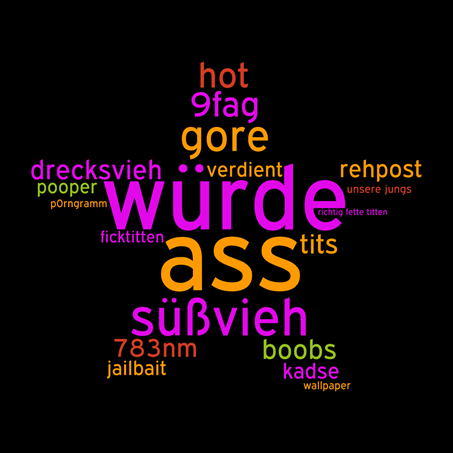 hot
9fag
gore
drecksvieh verdient rehpost
pooper unsere jungs
p0rngramm
würde
richtig fette titten
ficktitten tits
ass
süßvieh
783nm boobs
jailbait kadse
wallpaper